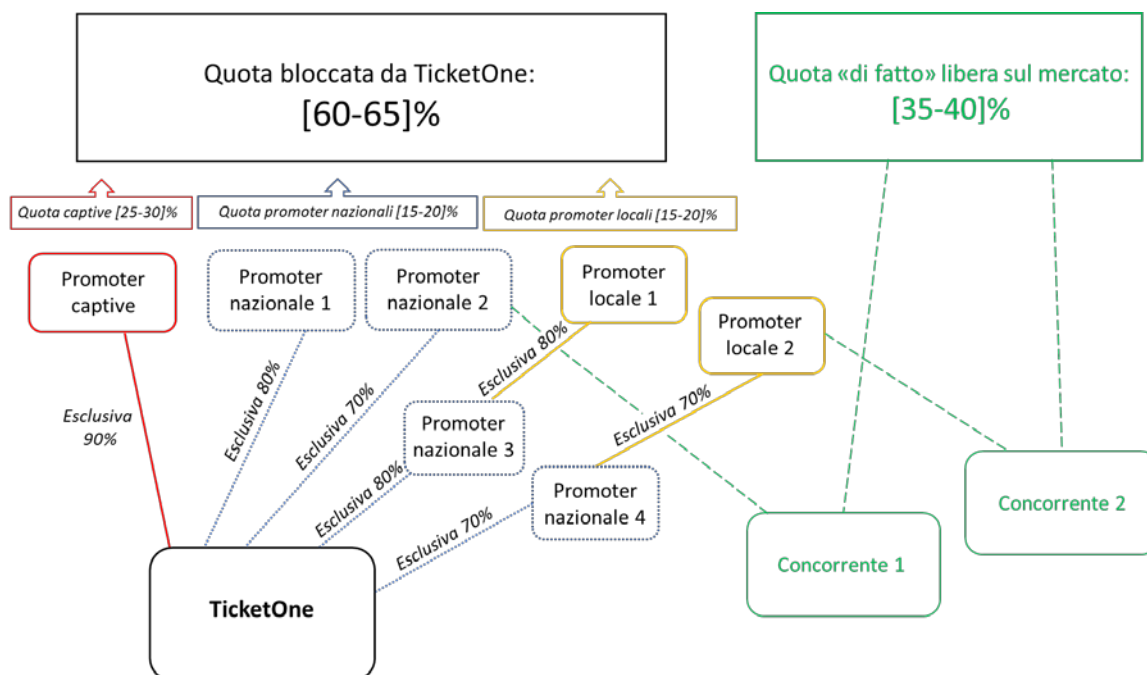 Quota bloccata da TicketOne:
[60-65]%
Quota «di fatto» libera sul mercato:
[35-40]%
Quota captive [25-30]%
Quota promoter nazionali [15-20]%
Quota promoter locali [15-20]%
Promoter
captive
Promoter
nazionale 1
Promoter
nazionale 2
Promoter
locale 1
Promoter
locale 2
Esclusiva
90%
Esclusiva 80%
Esclusiva 70%
Esclusiva 80%
Esclusiva 70%
Promoter
nazionale 3
Esclusiva 80%
Promoter
nazionale 4
Esclusiva 70%
Concorrente 2
Concorrente 1
TicketOne